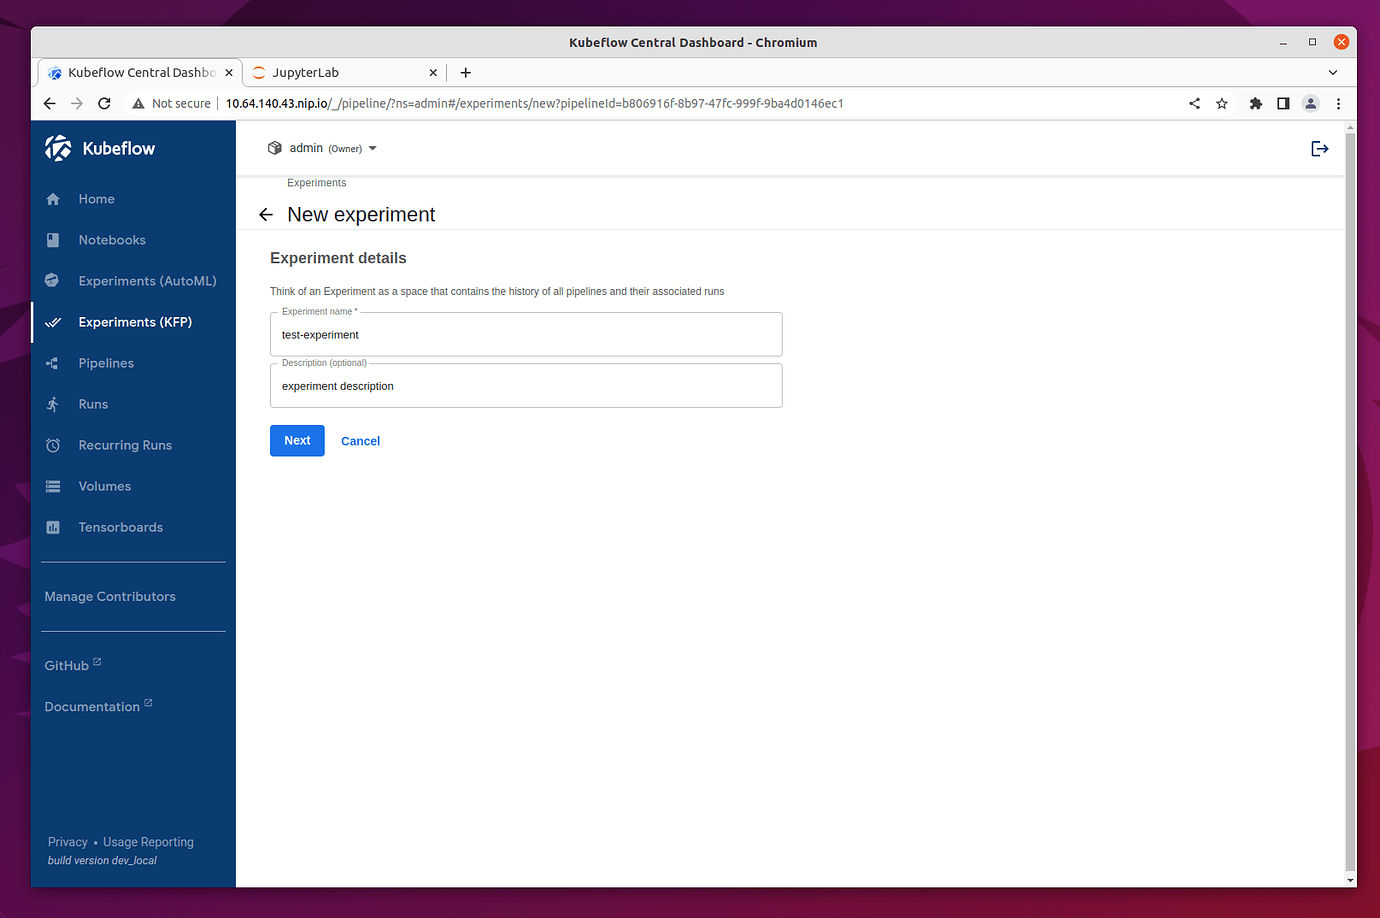 Kubeflow Central Dashboard - Chromium
Kubeflow Central Dashbo
JupyterLab
Not secure
10.64.140.43.nip.io/_/pipeline/?ns=admin#/experiments/new?pipelineId=b806916f-8b97-47fc-999f-9ba4d0146ec1
Kubeflow
admin (Owner)
Home
Notebooks
Experiments (AutoML)
Experiments (KFP)
Pipelines
Runs
Recurring Runs
Volumes
Tensorboards
Manage Contributors
GitHub
Documentation
Privacy • Usage Reporting
build version dev_local
Experiments
New experiment
Experiment details
Think of an Experiment as a space that contains the history of all pipelines and their associated runs
Experiment name *
test-experiment
Description (optional)
experiment description
Next Cancel